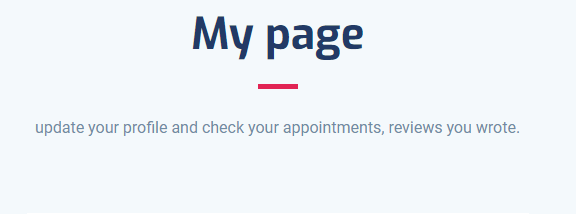 My page
update your profile and check your appointments, reviews you wrote.